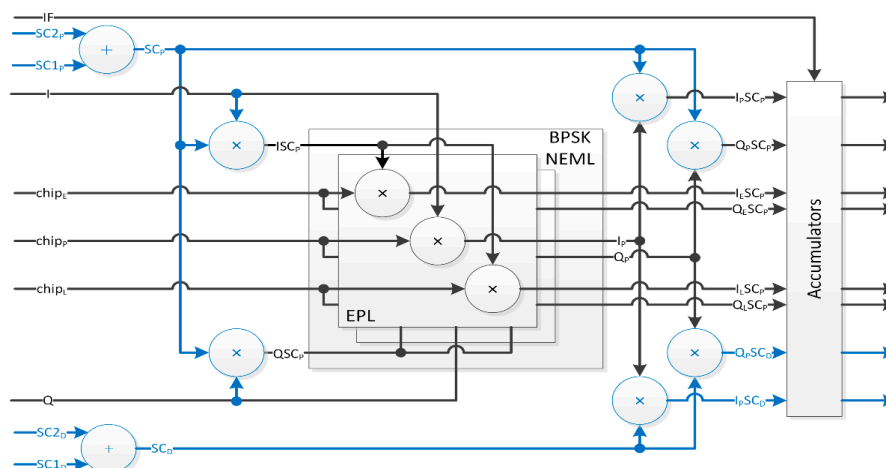 IF
SC2P
SC1P
+
SCP
I
×
ISCP
BPSK
NEML
×
IPSCP
×
QPSCP
chipE
×
IESCP
QESCP
chipP
×
IP
QP
chipL
×
ILSCP
QLSCP
EPL
Accumulators
×
QSCP
×
QPSCD
Q
×
IPSCD
SC2D
SC1D
+
SCD